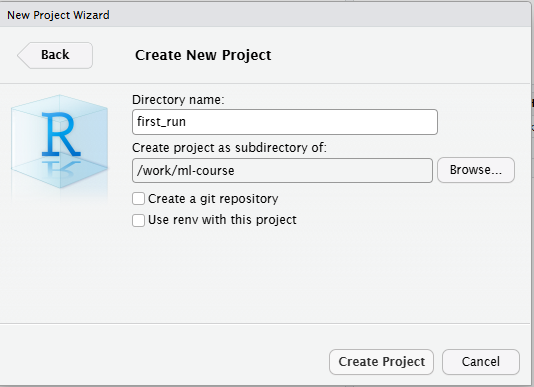 New Project Wizard
Back
Create New Project
R
Directory name:
first_run
Create project as subdirectory of:
/work/ml-course
Browse...
Create a git repository
Use renv with this project
Create Project
Cancel